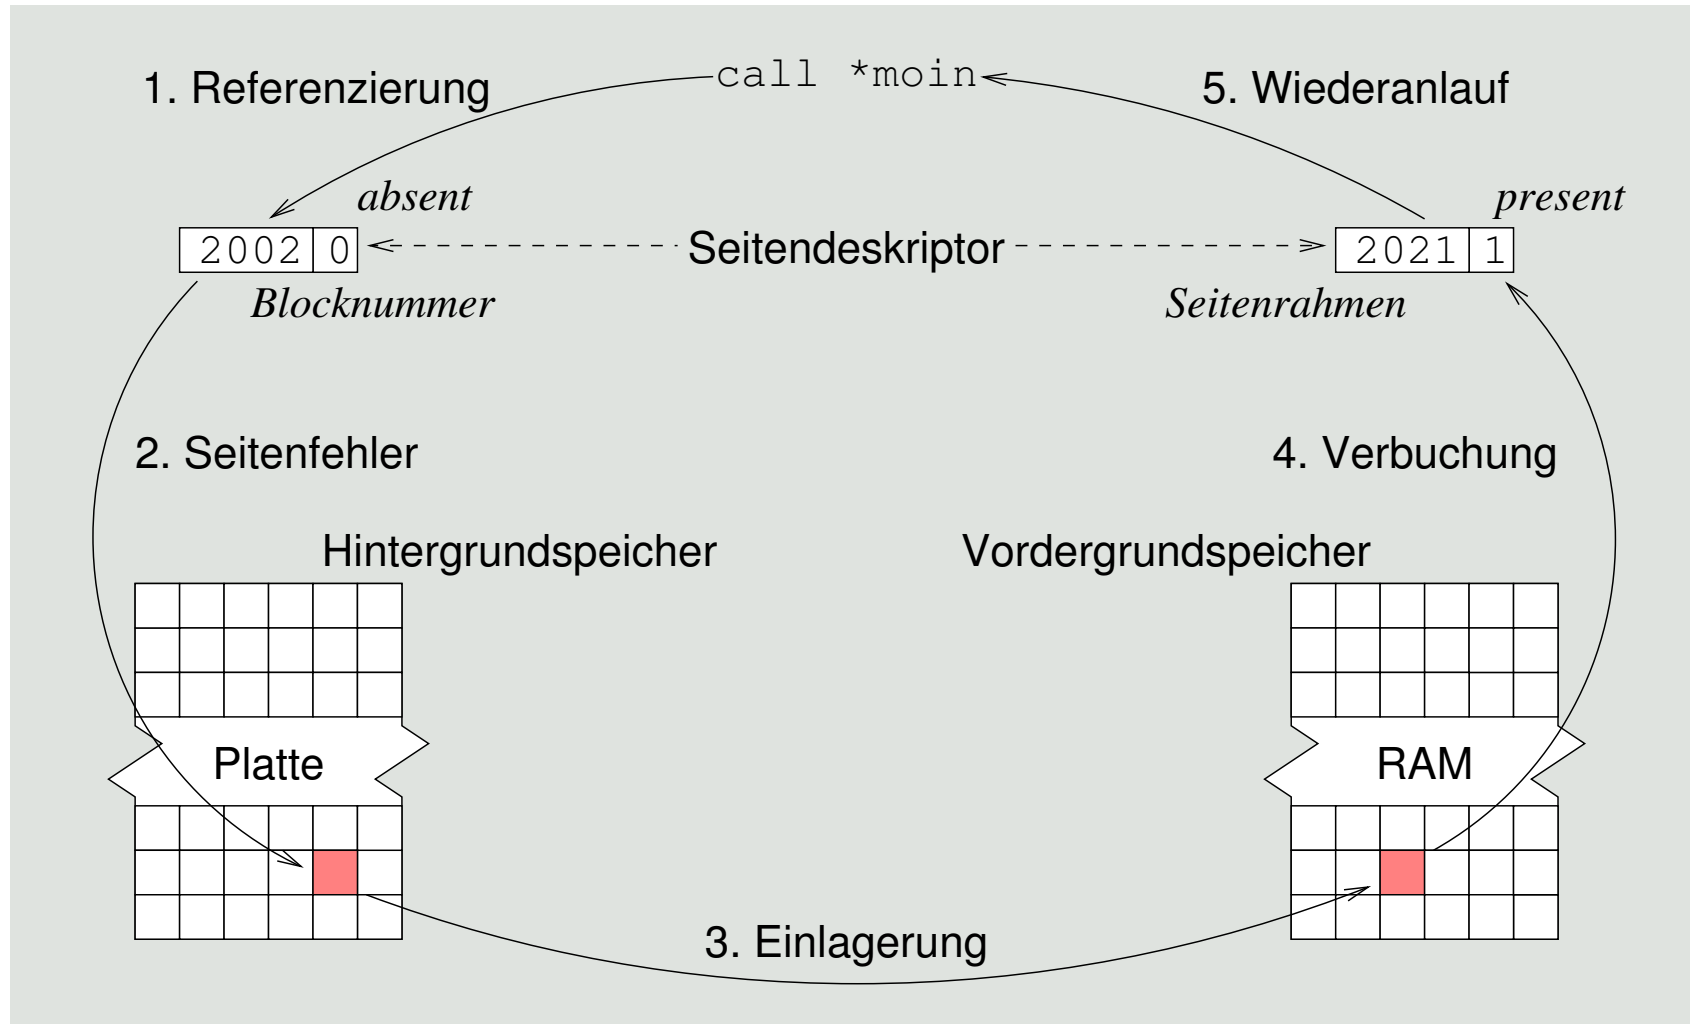 call *moin
1. Referenzierung
5. Wiederanlauf
absent
present
2002 0
Seitendeskriptor
2021 1
Blocknummer
Seitenrahmen
2. Seitenfehler
4. Verbuchung
Hintergrundspeicher
Vordergrundspeicher
Platte
RAM
3. Einlagerung